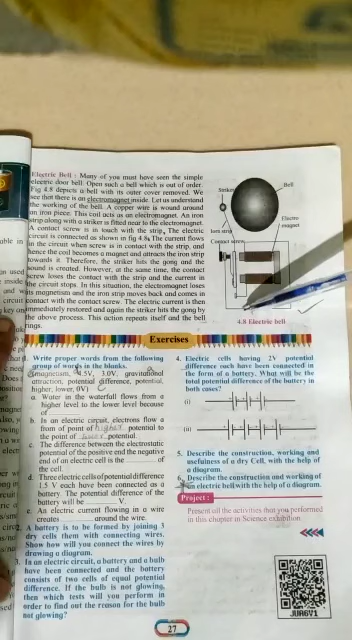 Electric Bell : Many of you must have seen the simple
electric door bell. Open such a bell which is out of order.
Fig 4.8 depicts a bell with its outer cover removed. We
see that there is an electromagnet inside. Let us understand
the working of the bell. A copper wire is wound around
an iron piece. This coil acts as an electromagnet. An iron
strip along with a striker is fitted near to the electromagnet.
A contact screw is in touch with the strip. The electric
circuit is connected as shown in fig 4.8. The current flows
in the circuit when screw is in contact with the strip, and
hence the coil becomes a magnet and attracts the iron strip
towards it. Therefore, the striker hits the gong and the
sound is created. However, at the same time, the contact
screw loses the contact with the strip and the current in
the circuit stops. In this situation, the electromagnet loses
its magnetism and the iron strip moves back and comes in
contact with the contact screw. The electric current is then
immediately restored and again the striker hits the gong by
the above process. This action repeats itself and the bell
rings.
Striker
Bell
Electro
magnet
Iron strip
Contact screw
4.8 Electric bell
Exercises
1. Write proper words from the following
group of words in the blanks.
(magnetism, 4.5V, 3.0V, gravitational
attraction, potential difference, potential,
higher, lower, 0V)
a. Water in the waterfall flows from a
higher level to the lower level because
of
b. In an electric circuit, electrons flow
from of point of higher potential to
the point of lower potential.
c. The difference between the electrostatic
potential of the positive end the negative
end of an electric cell is the of
the cell.
d. Three electric cells of potential difference
1.5 V each have been connected as a
battery. The potential difference of the
battery will be V.
e. An electric current flowing in a wire
creates around the wire.
2. A battery is to be formed by joining 3
dry cells them with connecting wires.
Show how will you connect the wires by
drawing a diagram.
3. In an electric circuit, a battery and a bulb
have been connected and the battery
consists of two cells of equal potential
difference. If the bulb is not glowing,
then which tests will you perform in
order to find out the reason for the bulb
not glowing?
4. Electric cells having 2V potential
difference each have been connected in
the form of a battery. What will be the
total potential difference of the battery in
both cases?
(i)
(ii)
5. Describe the construction, working and
usefulness of a dry Cell, with the help of
a diagram.
6. Describe the construction and working of
an electric bell with the help of a diagram.
Project :
Present all the activities that you performed
in this chapter in Science exhibition.
JUR6V1
27